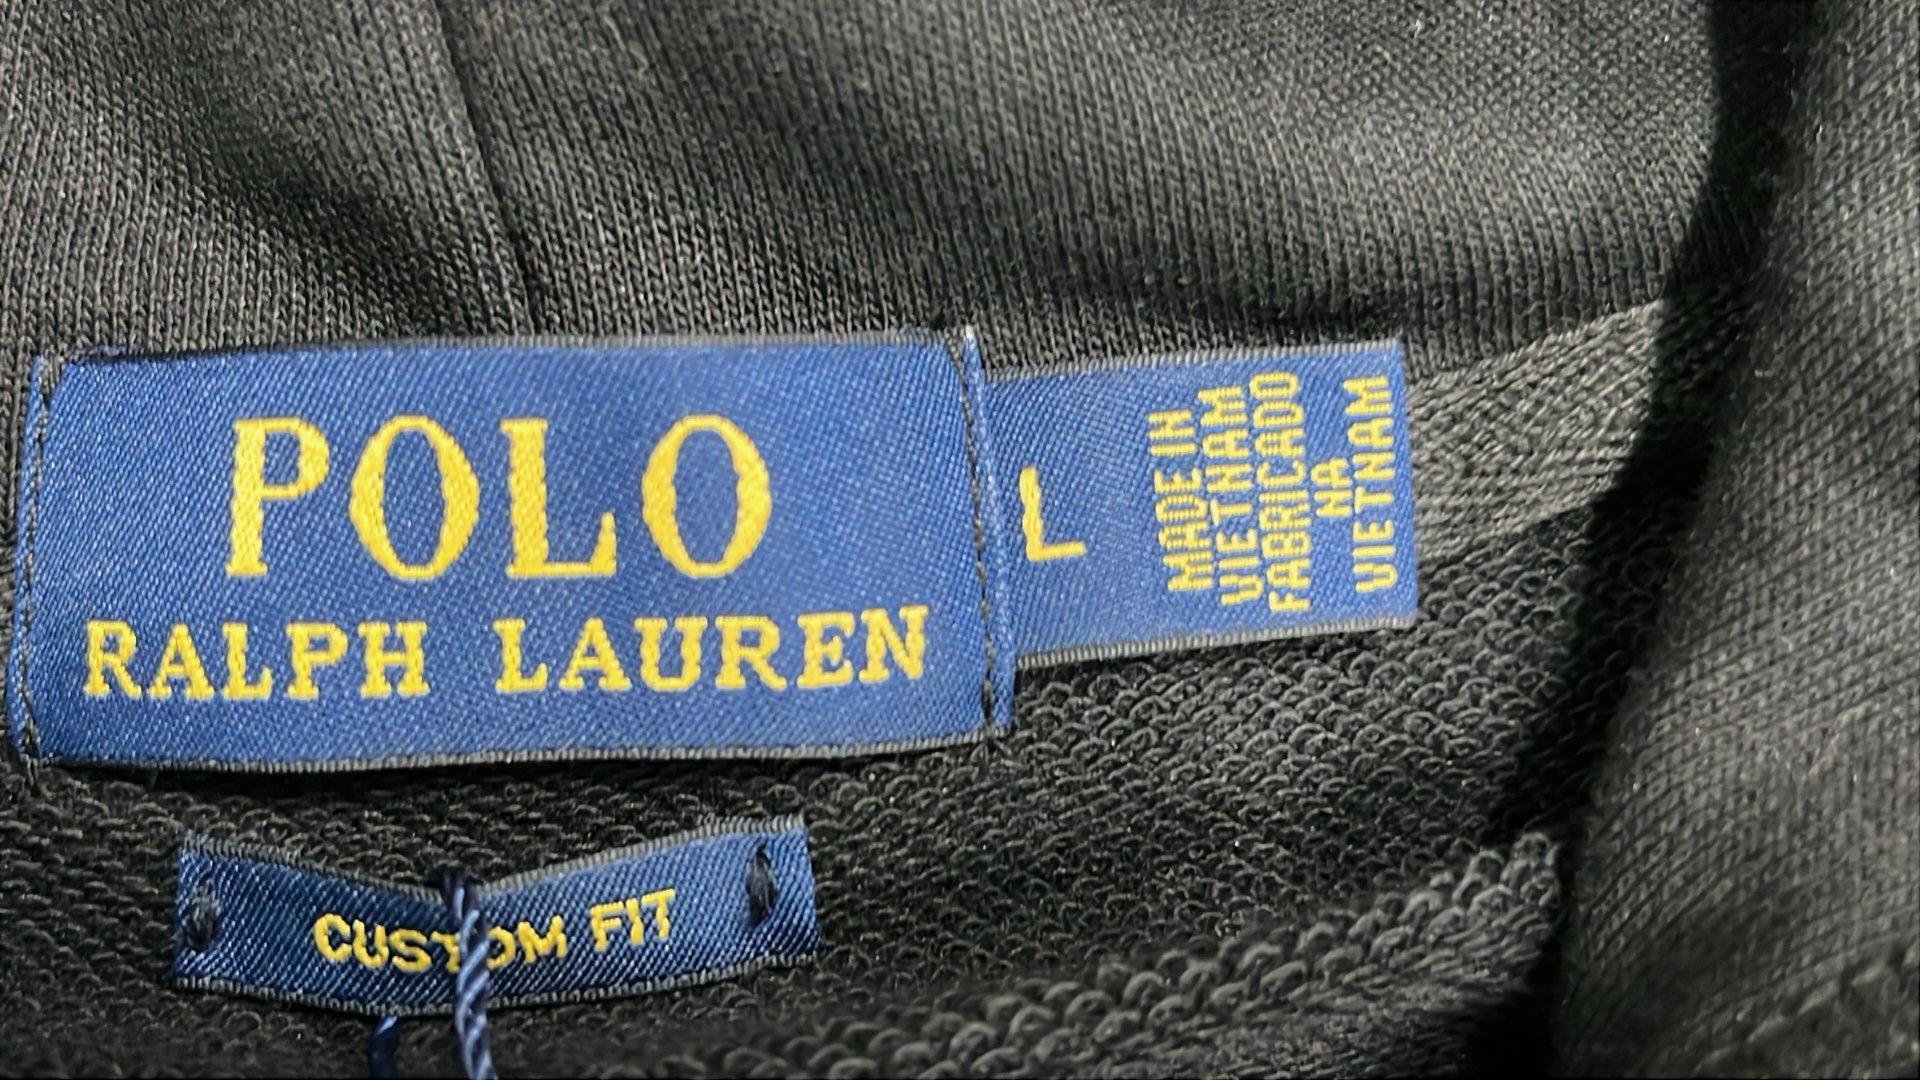 POLO
RALPH LAUREN
L
MADE IN
VIETNAM
FABRICADO
NA
VIETNAM
CUSTOM FIT